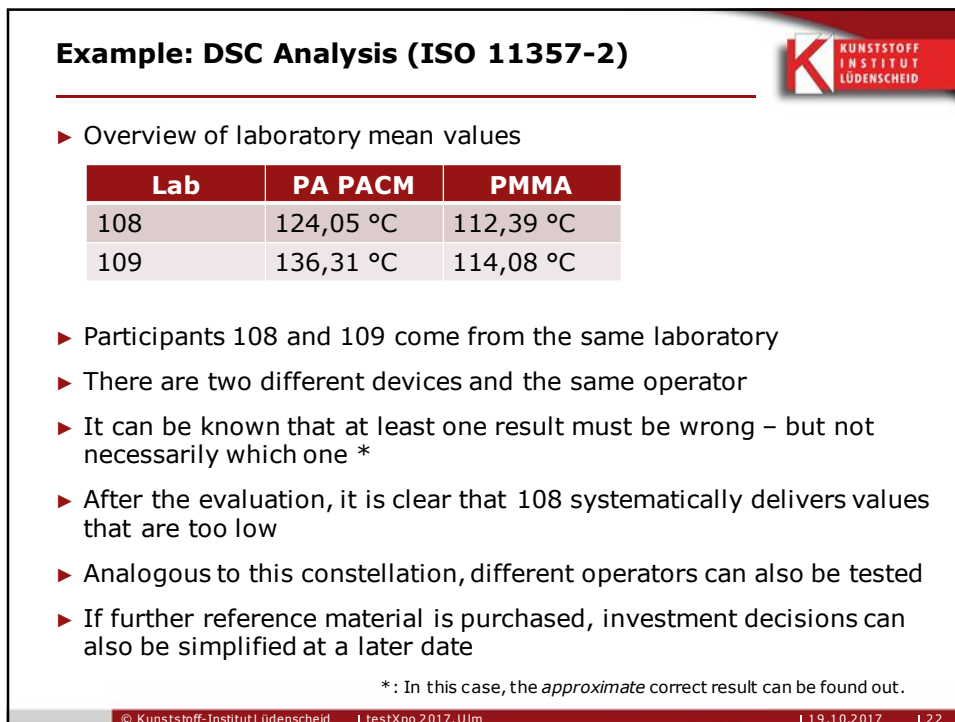 Example: DSC Analysis (ISO 11357-2)
K KUNSTSTOFF
INSTITUT
LÜDENSCHEID
► Overview of laboratory mean values
Lab PA PACM PMMA
108 124,05 °C 112,39 °C
109 136,31 °C 114,08 °C
► Participants 108 and 109 come from the same laboratory
► There are two different devices and the same operator
► It can be known that at least one result must be wrong – but not
necessarily which one *
► After the evaluation, it is clear that 108 systematically delivers values
that are too low
► Analogous to this constellation, different operators can also be tested
► If further reference material is purchased, investment decisions can
also be simplified at a later date
*: In this case, the approximate correct result can be found out.
© Kunststoff-Institut Lüdenscheid | testXpo 2017, Ulm | 19.10.2017 | 22